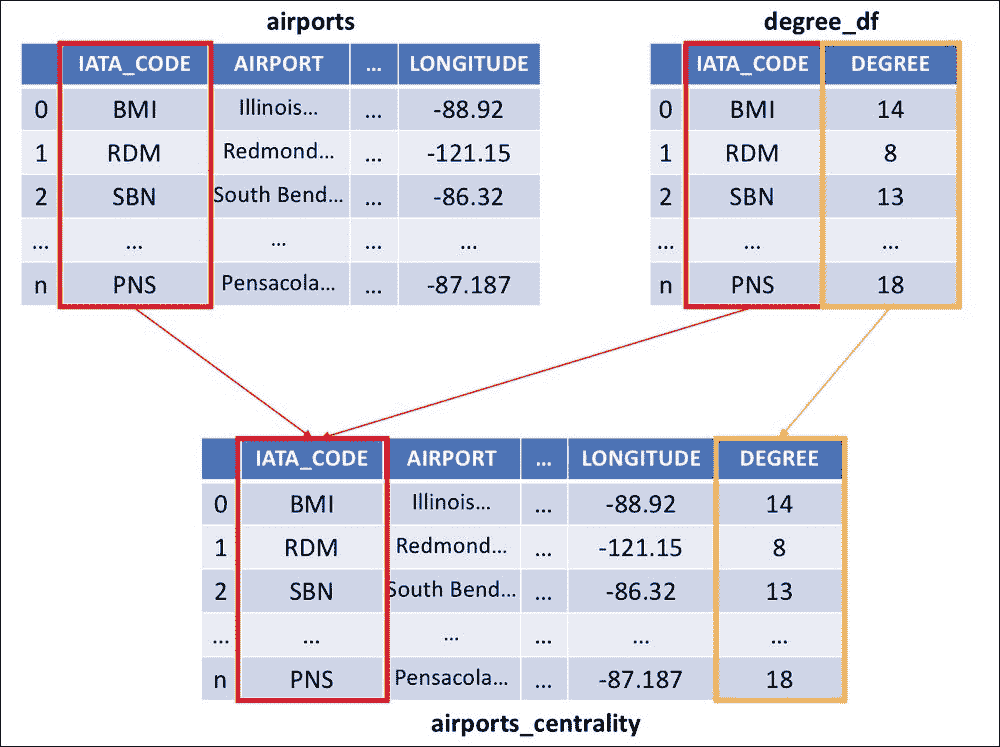 airports
IATA_CODE AIRPORT ... LONGITUDE
0 BMI Illinois... ... -88.92
1 RDM Redmond... ... -121.15
2 SBN South Bend... ... -86.32
... ... ... ... ...
n PNS Pensacola... ... -87.187
degree_df
IATA_CODE DEGREE
0 BMI 14
1 RDM 8
2 SBN 13
... ... ...
n PNS 18
IATA_CODE AIRPORT ... LONGITUDE DEGREE
0 BMI Illinois... ... -88.92 14
1 RDM Redmond... ... -121.15 8
2 SBN South Bend... ... -86.32 13
... ... ... ... ... ...
n PNS Pensacola... ... -87.187 18
airports_centrality